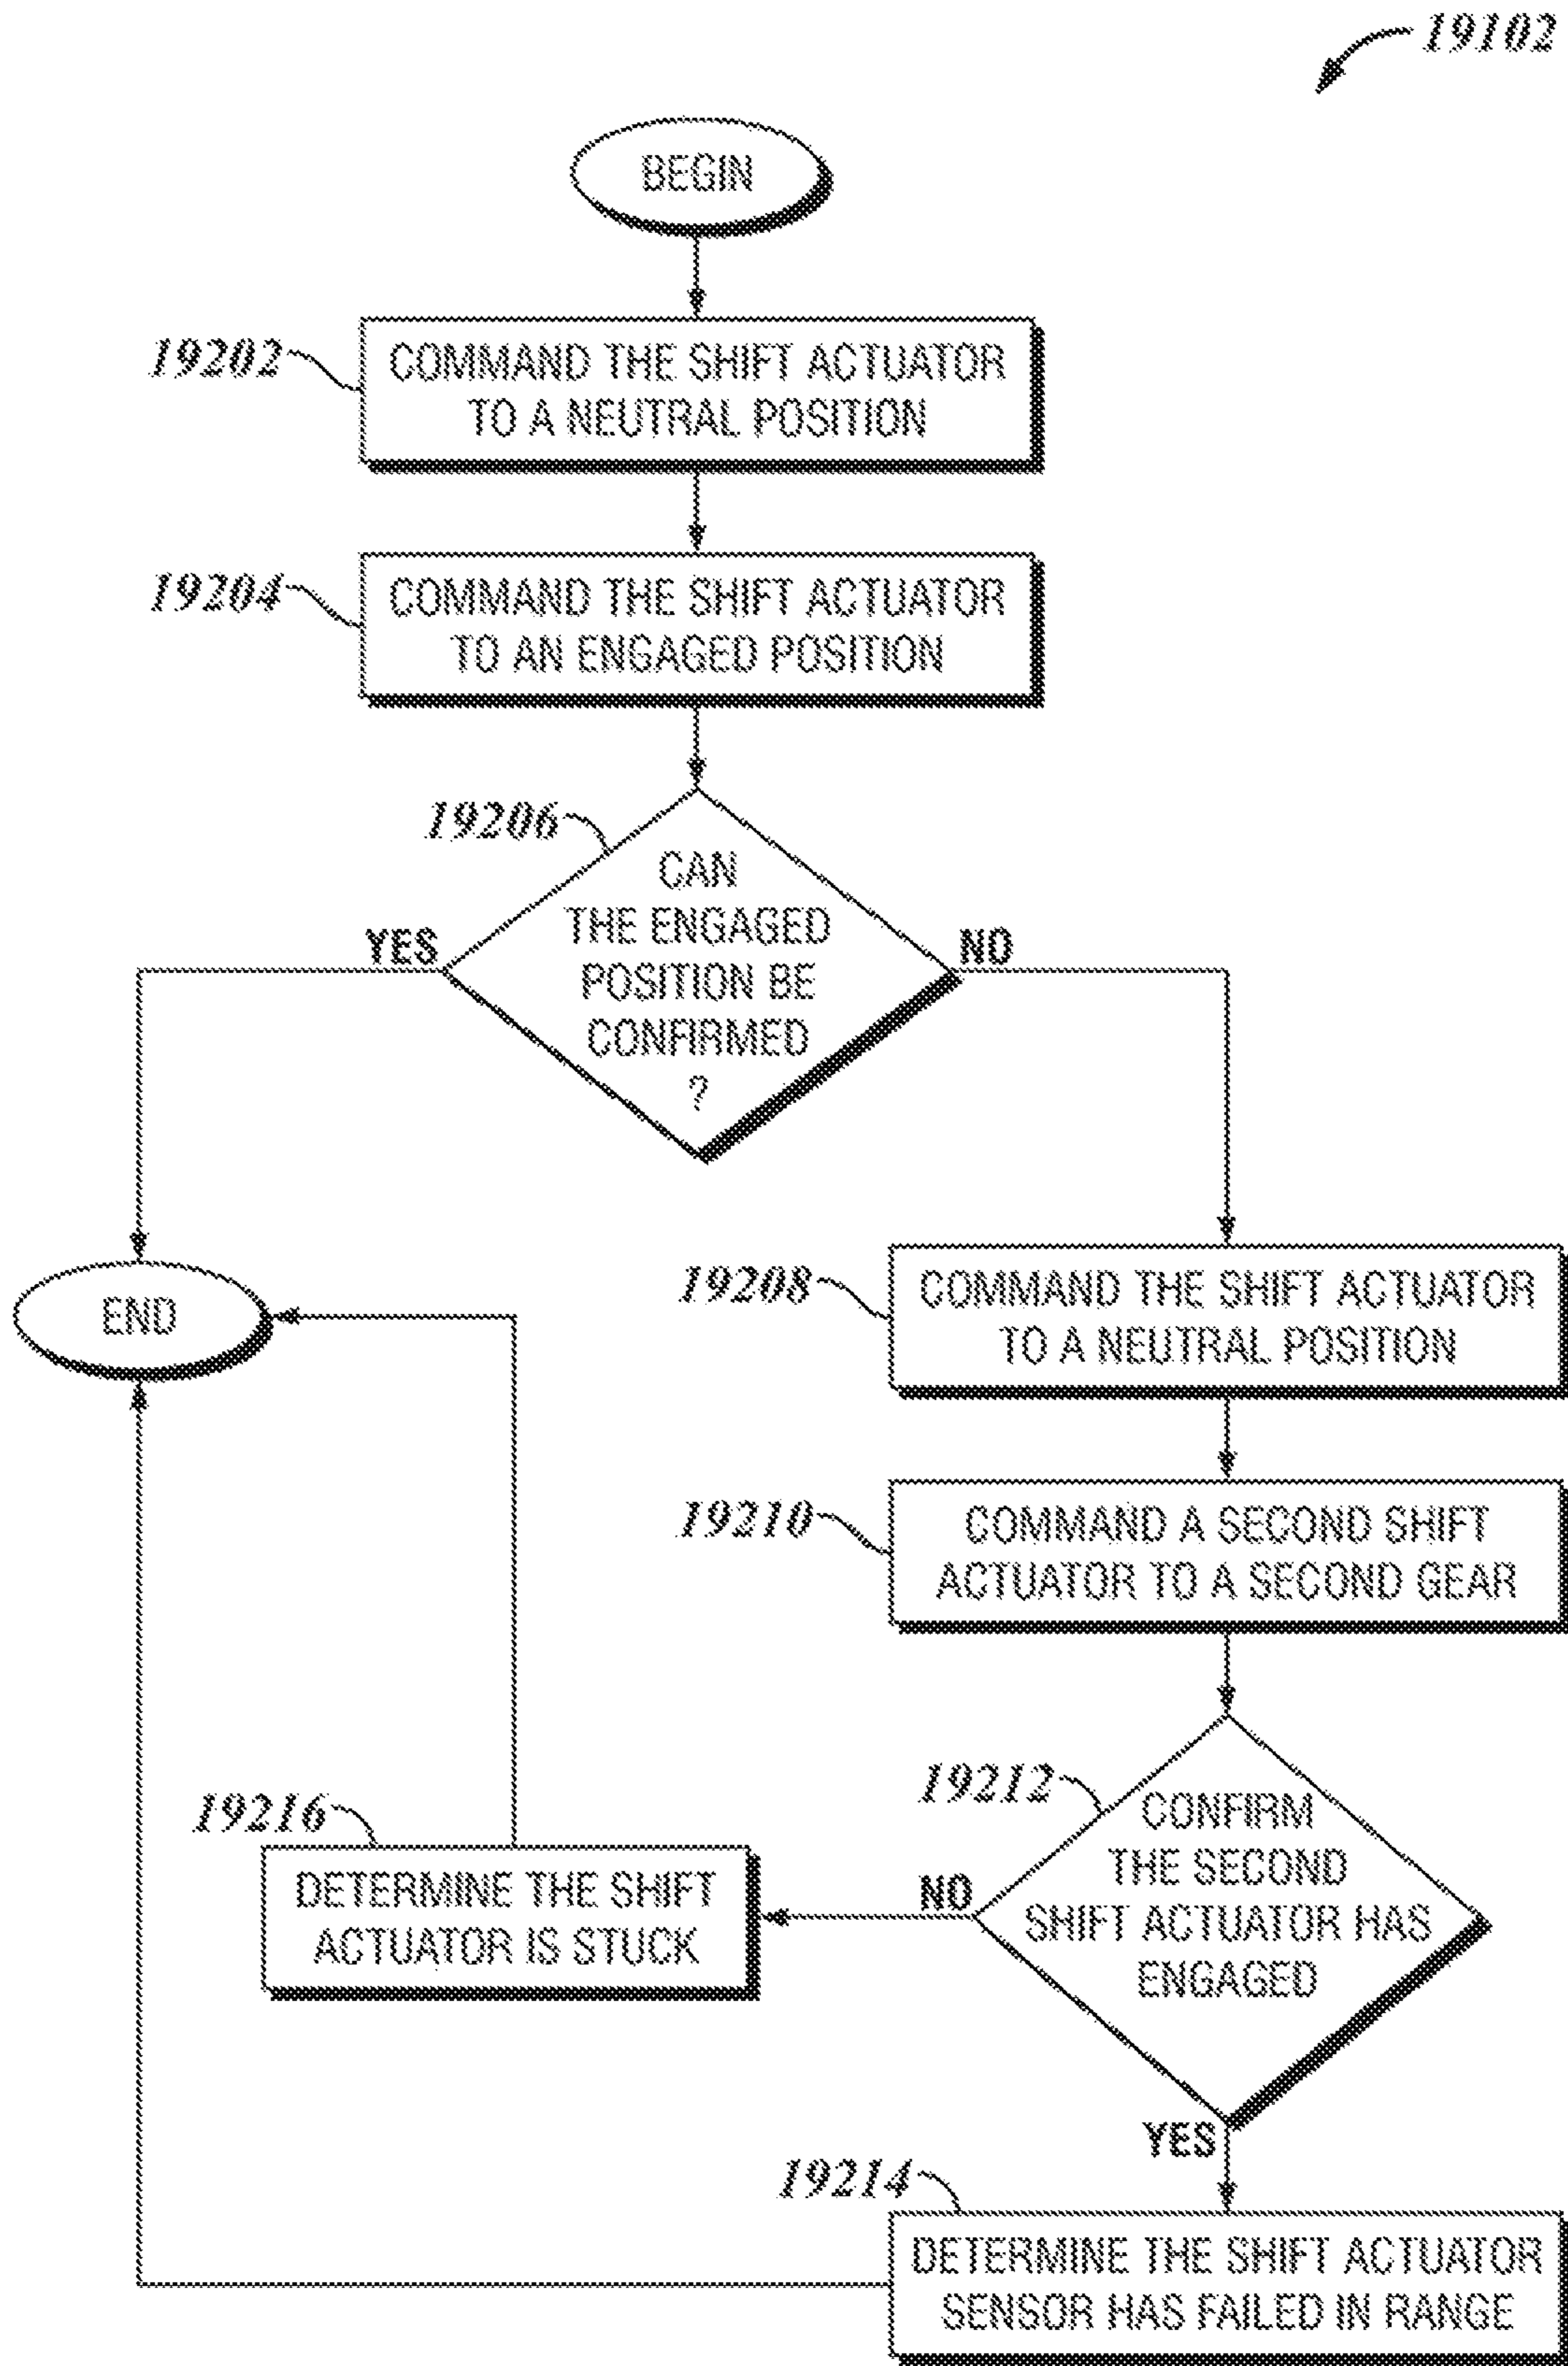 19102
BEGIN
19202
COMMAND THE SHIFT ACTUATOR
TO A NEUTRAL POSITION
19204
COMMAND THE SHIFT ACTUATOR
TO AN ENGAGED POSITION
19206
CAN
THE ENGAGED
POSITION BE
CONFIRMED
?
YES
NO
END
19208
COMMAND THE SHIFT ACTUATOR
TO A NEUTRAL POSITION
19210
COMMAND A SECOND SHIFT
ACTUATOR TO A SECOND GEAR
19212
CONFIRM
THE SECOND
SHIFT ACTUATOR HAS
ENGAGED
NO
19216
DETERMINE THE SHIFT
ACTUATOR IS STUCK
YES
19214
DETERMINE THE SHIFT ACTUATOR
SENSOR HAS FAILED IN RANGE